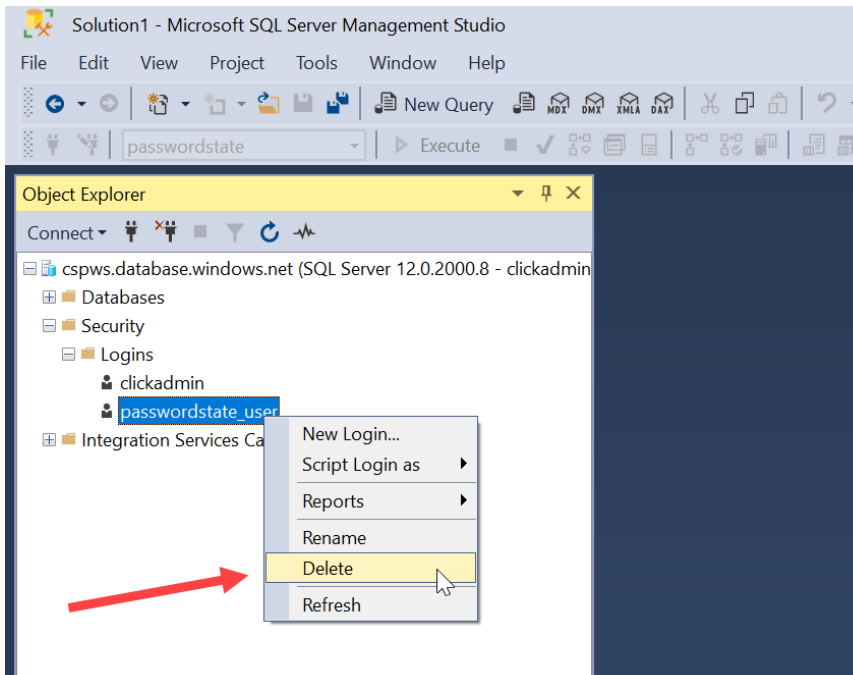 Solution1 - Microsoft SQL Server Management Studio
File Edit View Project Tools Window Help
New Query MDX DMX XMLA DAX
passwordstate Execute
Object Explorer
Connect
cspws.database.windows.net (SQL Server 12.0.2000.8 - clickadmin
Databases
Security
Logins
clickadmin
passwordstate_user
Integration Services Ca
New Login...
Script Login as
Reports
Rename
Delete
Refresh